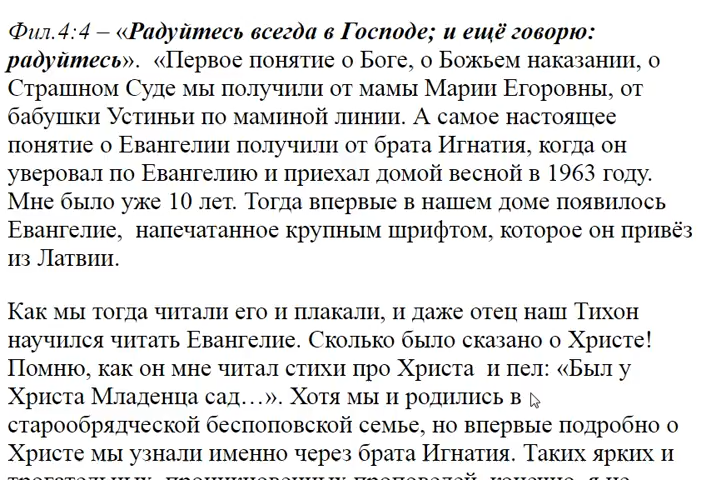 Фил.4:4 – «Радуйтесь всегда в Господе; и ещё говорю:
радуйтесь». «Первое понятие о Боге, о Божьем наказании, о
Страшном Суде мы получили от мамы Марии Егоровны, от
бабушки Устиньи по маминой линии. А самое настоящее
понятие о Евангелии получили от брата Игнатия, когда он
уверовал по Евангелию и приехал домой весной в 1963 году.
Мне было уже 10 лет. Тогда впервые в нашем доме появилось
Евангелие, напечатанное крупным шрифтом, которое он привёз
из Латвии.
Как мы тогда читали его и плакали, и даже отец наш Тихон
научился читать Евангелие. Сколько было сказано о Христе!
Помню, как он мне читал стихи про Христа и пел: «Был у
Христа Младенца сад…». Хотя мы и родились в
старообрядческой беспоповской семье, но впервые подробно о
Христе мы узнали именно через брата Игнатия. Таких ярких и
трогательных, проникновенных проповедей, конечно, я не